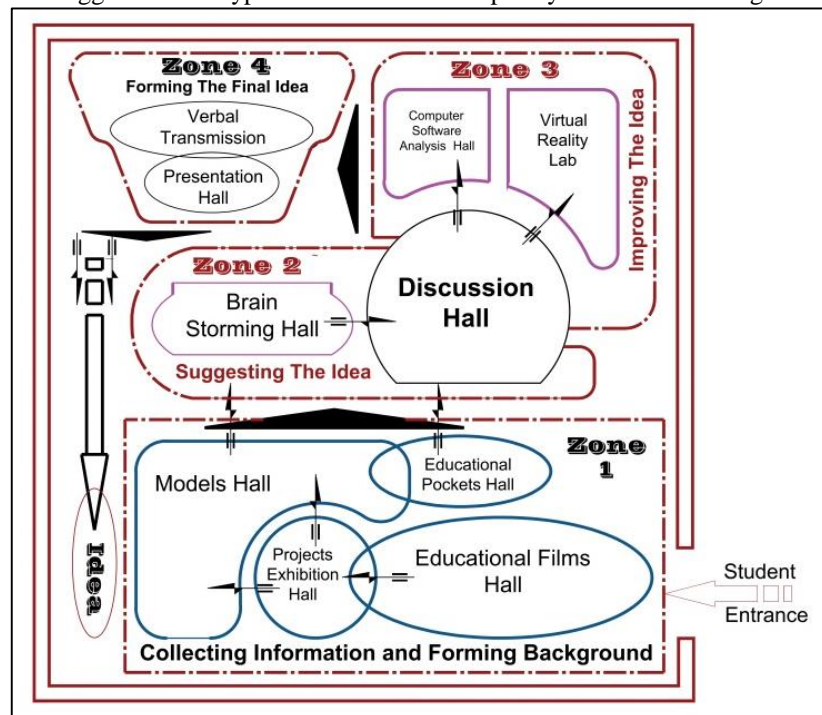 Zone 4
Forming The Final Idea
Verbal
Transmission
Presentation
Hall
Zone 3
Computer
Software
Analysis Hall
Virtual
Reality
Lab
Improving The Idea
Zone 2
Brain
Storming Hall
Suggesting The Idea
Discussion
Hall
Zone
1
Models Hall
Educational
Pockets Hall
Projects
Exhibition
Hall
Educational Films
Hall
Collecting Information and Forming Background
Student
Entrance
Idea